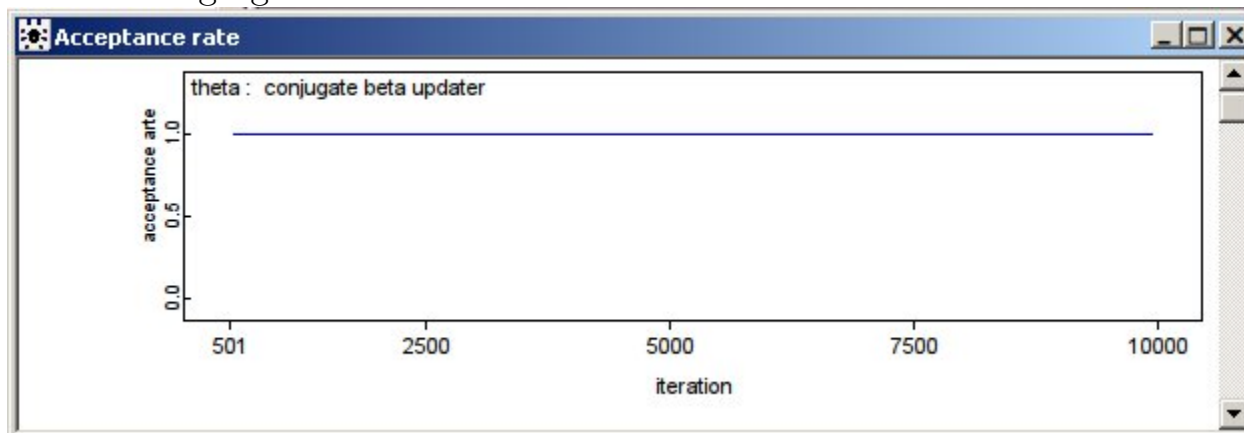 Acceptance rate
theta : conjugate beta updater
acceptance arte
1.0
0.5
0.0
501 2500 5000 7500 10000
iteration